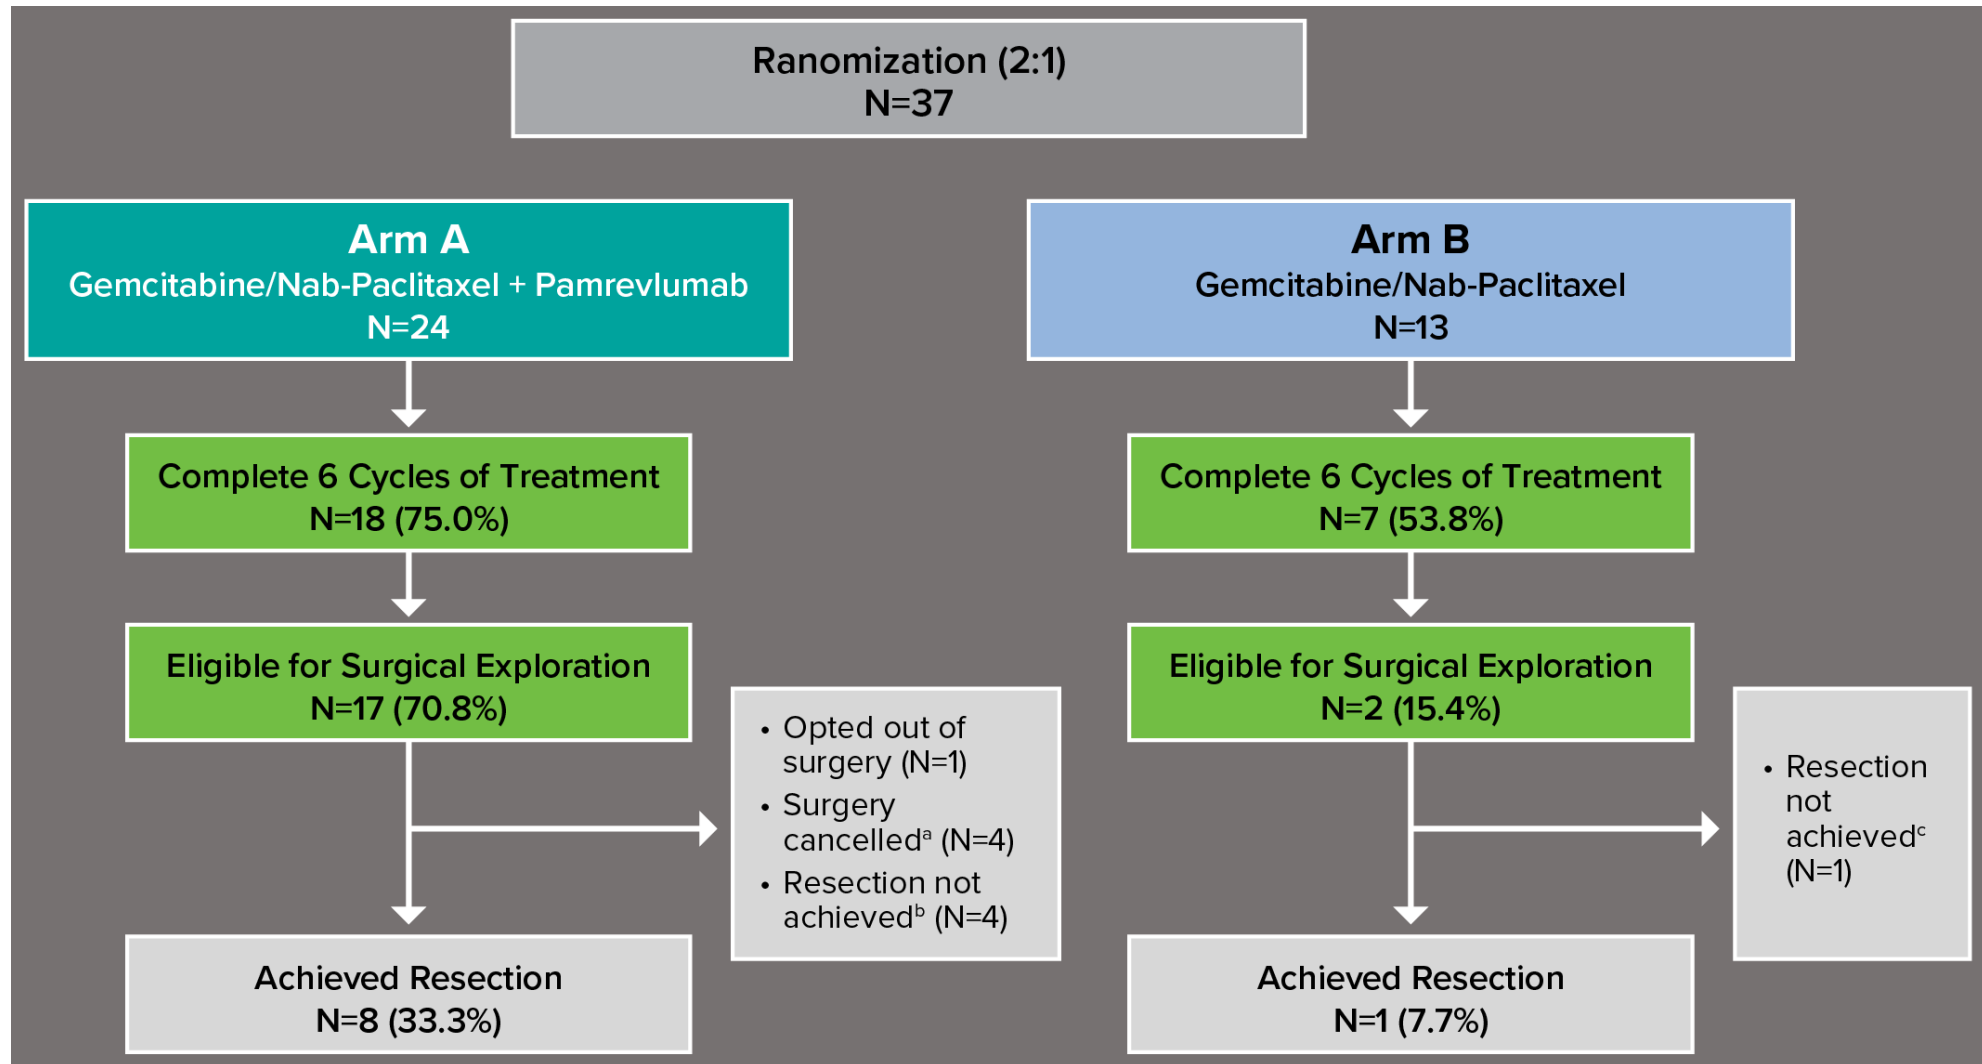 Ranomization (2:1)
N=37
Arm A
Gemcitabine/Nab-Paclitaxel + Pamrevlumab
N=24
Arm B
Gemcitabine/Nab-Paclitaxel
N=13
Complete 6 Cycles of Treatment
N=18 (75.0%)
Complete 6 Cycles of Treatment
N=7 (53.8%)
Eligible for Surgical Exploration
N=17 (70.8%)
Eligible for Surgical Exploration
N=2 (15.4%)
• Opted out of
surgery (N=1)
• Surgery
cancelledᵃ (N=4)
• Resection not
achievedᵇ (N=4)
• Resection
not
achievedᶜ
(N=1)
Achieved Resection
N=8 (33.3%)
Achieved Resection
N=1 (7.7%)